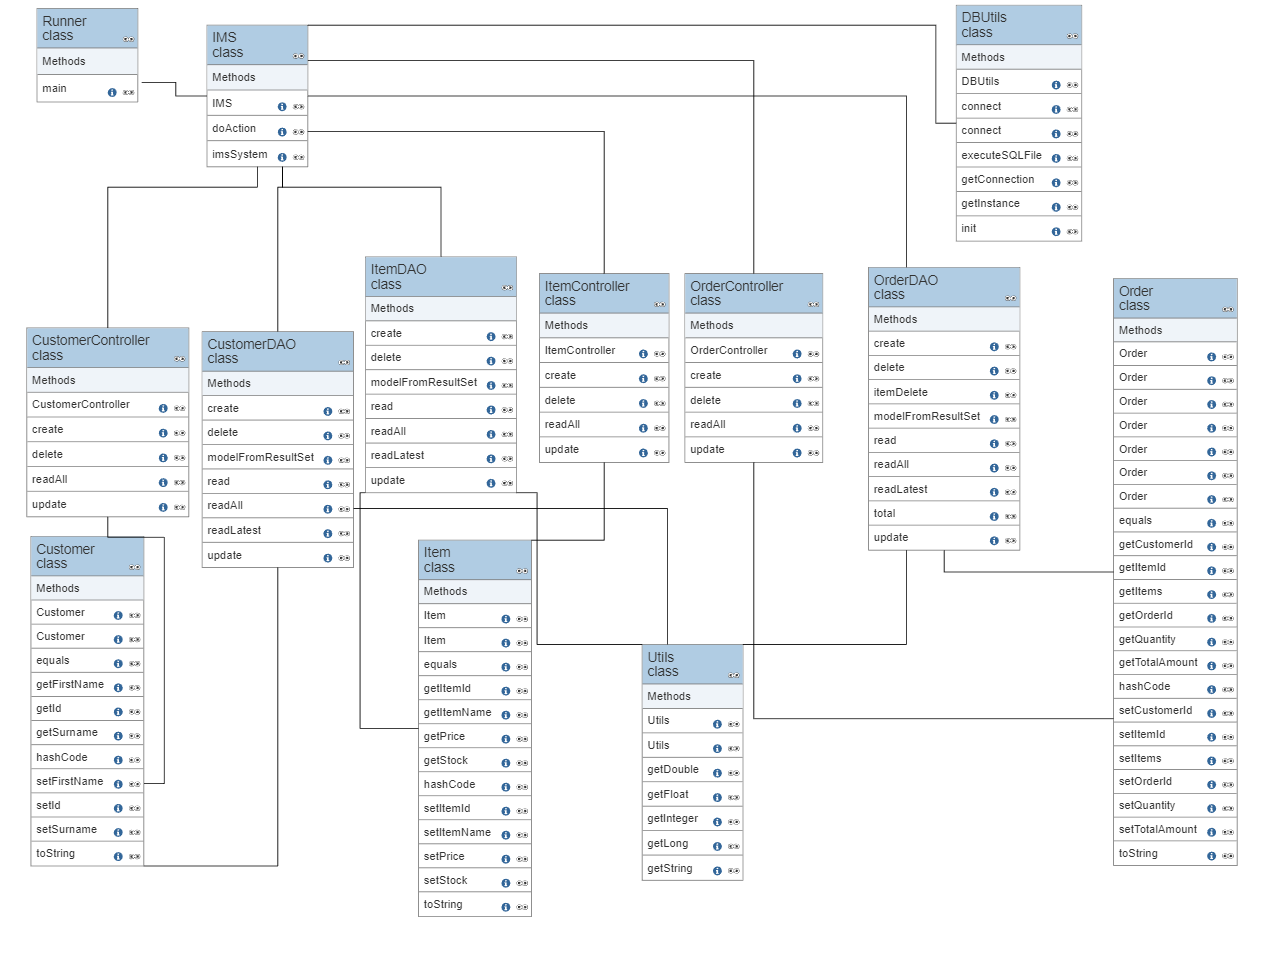 Runner
class
Methods
main
IMS
class
Methods
IMS
doAction
imsSystem
DBUtils
class
Methods
DBUtils
connect
connect
executeSQLFile
getConnection
getInstance
init
CustomerController
class
Methods
CustomerController
create
delete
readAll
update
CustomerDAO
class
Methods
create
delete
modelFromResultSet
read
readAll
readLatest
update
ItemDAO
class
Methods
create
delete
modelFromResultSet
read
readAll
readLatest
update
ItemController
class
Methods
ItemController
create
delete
readAll
update
OrderController
class
Methods
OrderController
create
delete
readAll
update
OrderDAO
class
Methods
create
delete
itemDelete
modelFromResultSet
read
readAll
readLatest
total
update
Order
class
Methods
Order
Order
Order
Order
Order
Order
Order
equals
getCustomerId
getItemId
getItems
getOrderId
getQuantity
getTotalAmount
hashCode
setCustomerId
setItemId
setItems
setOrderId
setQuantity
setTotalAmount
toString
Customer
class
Methods
Customer
Customer
equals
getFirstName
getId
getSurname
hashCode
setFirstName
setId
setSurname
toString
Item
class
Methods
Item
Item
equals
getItemId
getItemName
getPrice
getStock
hashCode
setItemId
setItemName
setPrice
setStock
toString
Utils
class
Methods
Utils
Utils
getDouble
getFloat
getInteger
getLong
getString